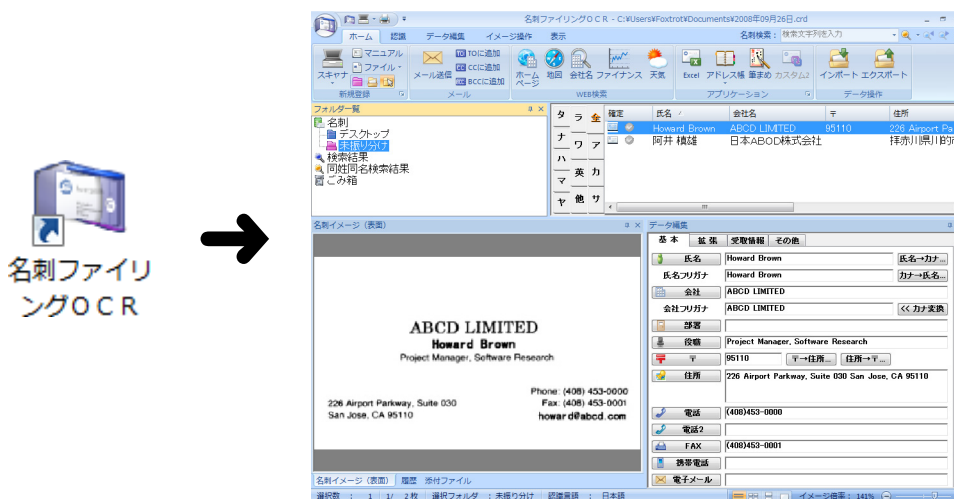 名刺ファイリ
ングOCR
名刺ファイリングOCR - C:¥Users¥Foxtrot¥Documents¥2008年09月26日.crd
ホーム 認識 データ編集 イメージ操作 表示 名刺検索: 検索文字列を入力
スキャナ マニュアル ファイル
新規登録
メール送信 TOに追加 CCに追加 BCCに追加
メール
ホームページ 地図 会社名 ファイナンス 天気
WEB検索
Excel アドレス帳 筆まめ カスタム2
アプリケーション
インポート エクスポート
データ操作
フォルダ一覧
名刺
デスクトップ
未振り分け
検索結果
同姓同名検索結果
ごみ箱
タ ラ 全
ナ ワ ア
ハ 英 カ
マ
ヤ 他 サ
確定 氏名 会社名 〒 住所
Howard Brown ABCD LIMITED 95110 226 Airport Pa
阿井 槙雄 日本ABOD株式会社
名刺イメージ (表面)
ABCD LIMITED
Howard Brown
Project Manager, Software Research
Phone: (408) 453-0000
226 Airport Parkway, Suite 030 Fax: (408) 453-0001
San Jose, CA 95110 howard@abcd.com
名刺イメージ (表面) 履歴 添付ファイル
データ編集
基本 拡張 受取情報 その他
氏名 Howard Brown 氏名→カナ...
氏名フリガナ Howard Brown カナ→氏名...
会社 ABCD LIMITED
会社フリガナ ABCD LIMITED << カナ変換
部署
役職 Project Manager, Software Research
〒 95110 〒→住所... 住所→〒...
住所 226 Airport Parkway, Suite 030 San Jose, CA 95110
電話 (408)453-0000
電話2
FAX (408)453-0001
携帯電話
電子メール
選択数 : 1 1/ 2枚 選択フォルダ : 未振り分け 認識言語 : 日本語 イメージ倍率: 141%